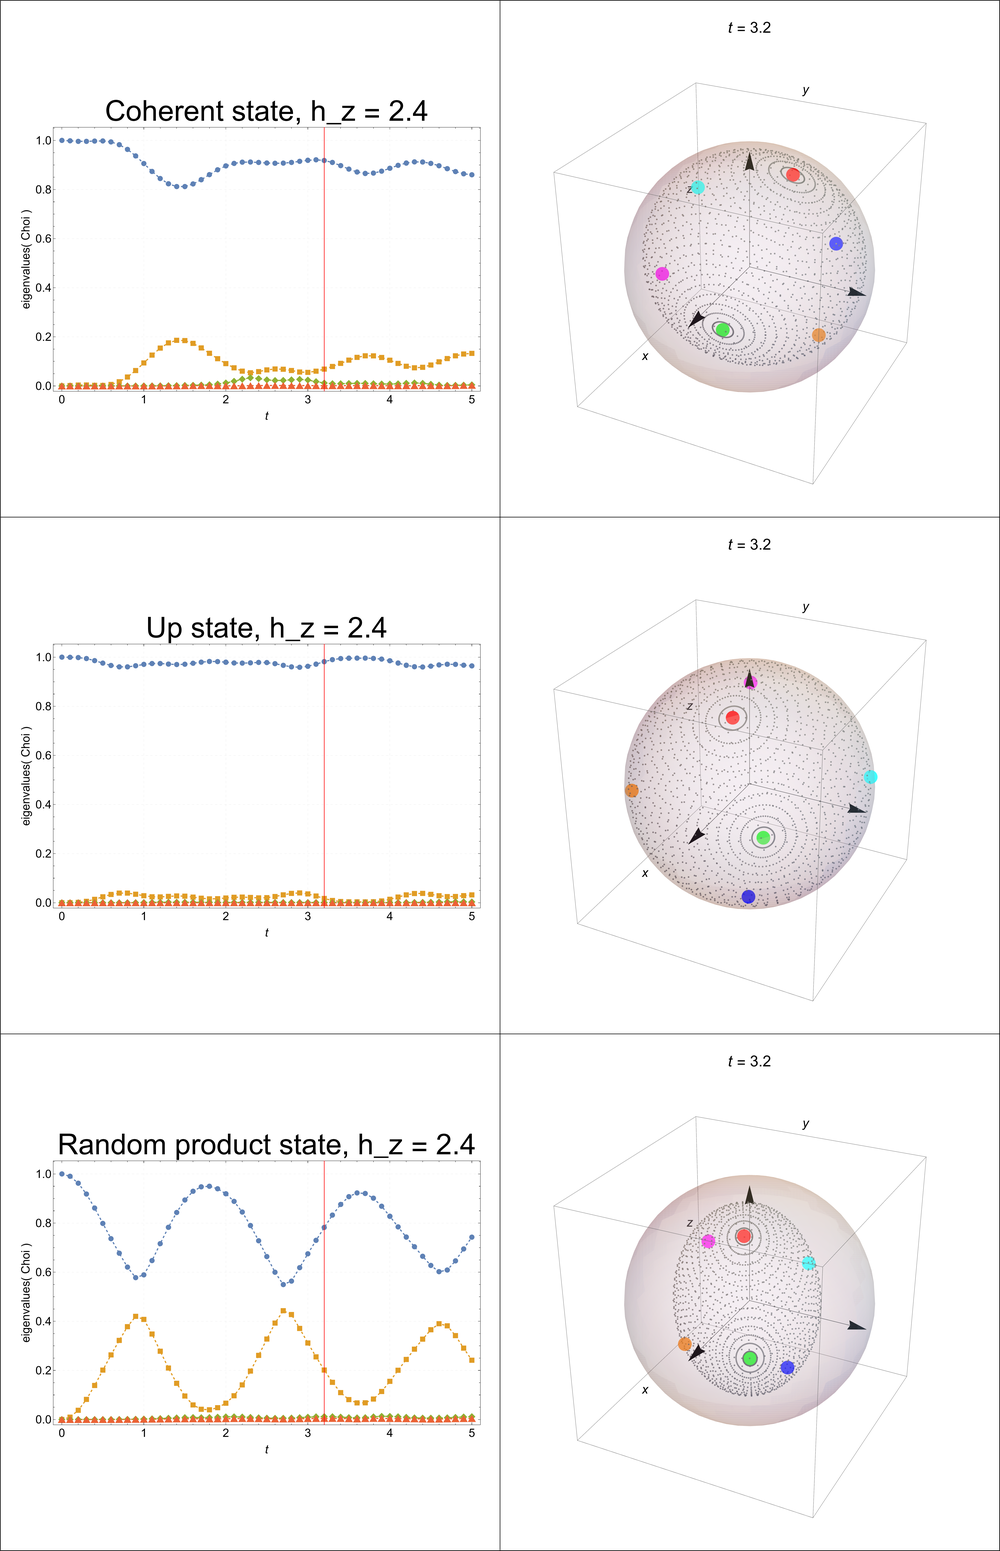 t = 3.2
Coherent state, h_z = 2.4
eigenvalues( Choi )
1.0
0.8
0.6
0.4
0.2
0.0
0 1 2 3 4 5
t
y
z
x
t = 3.2
Up state, h_z = 2.4
eigenvalues( Choi )
1.0
0.8
0.6
0.4
0.2
0.0
0 1 2 3 4 5
t
y
z
x
t = 3.2
Random product state, h_z = 2.4
eigenvalues( Choi )
1.0
0.8
0.6
0.4
0.2
0.0
0 1 2 3 4 5
t
y
z
x